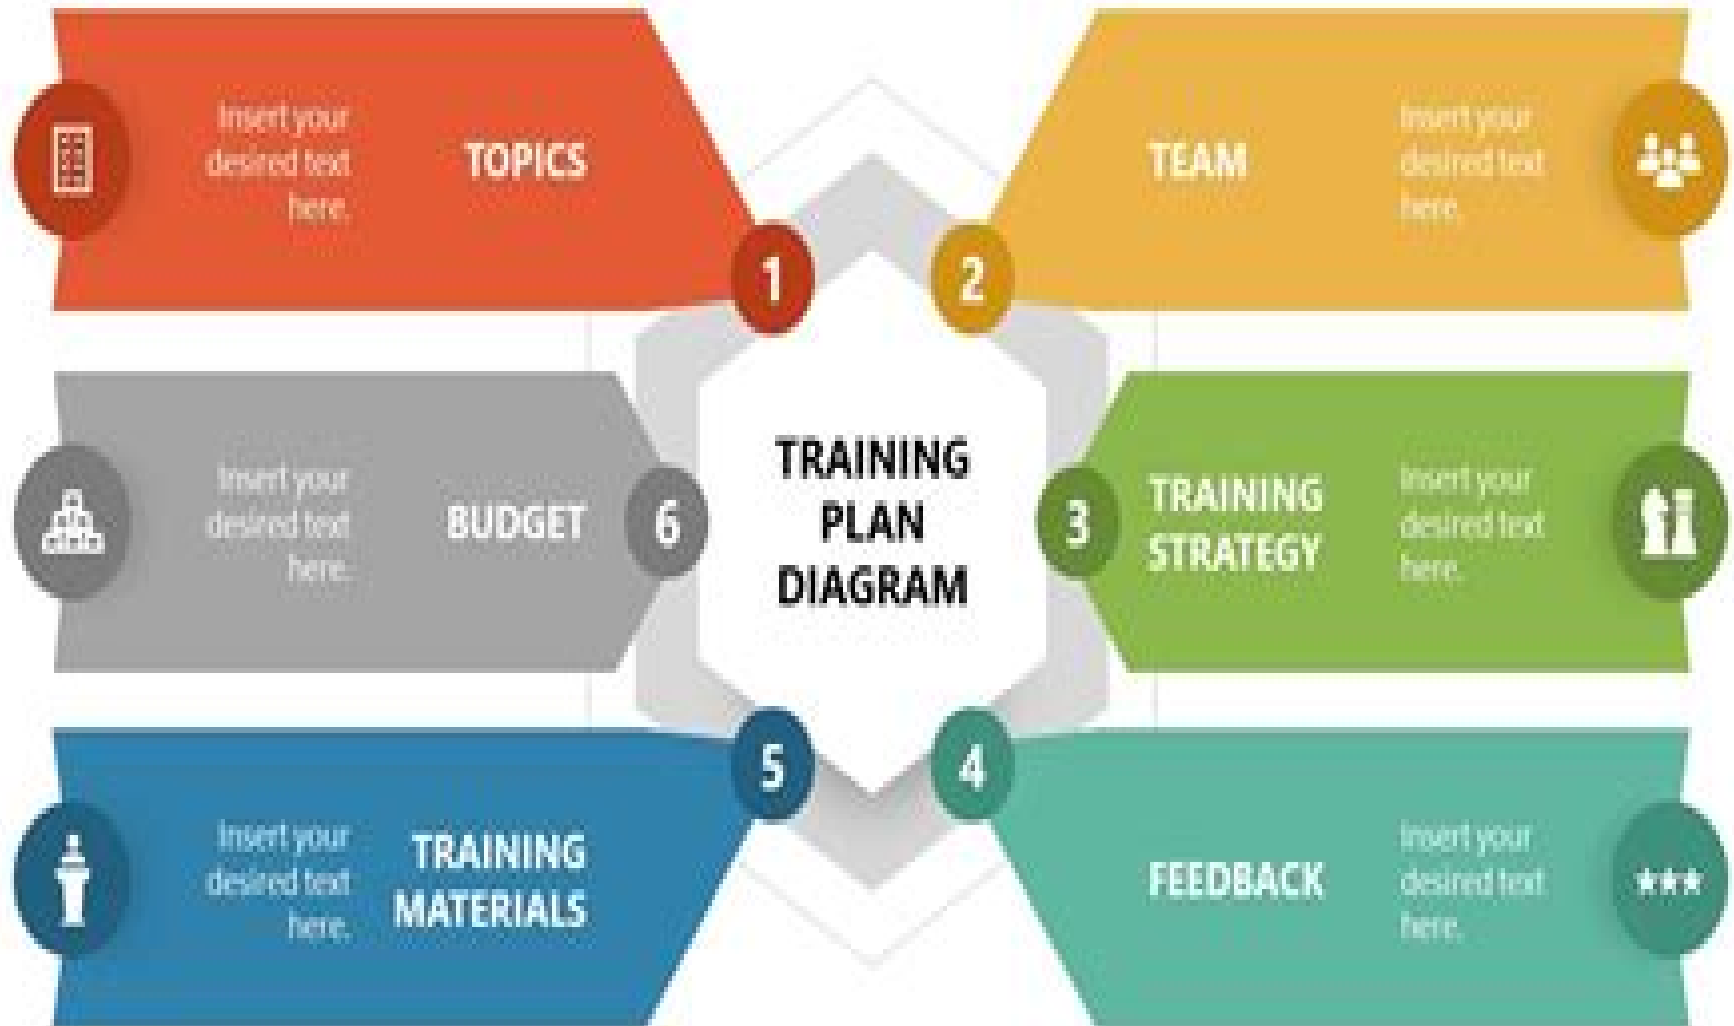 Insert your
desired text
here.
TOPICS
1
TEAM
Insert your
desired text
here.
2
TRAINING
PLAN
DIAGRAM
3
TRAINING
STRATEGY
Insert your
desired text
here.
4
FEEDBACK
Insert your
desired text
here.
5
Insert your
desired text
here.
TRAINING
MATERIALS
6
Insert your
desired text
here.
BUDGET